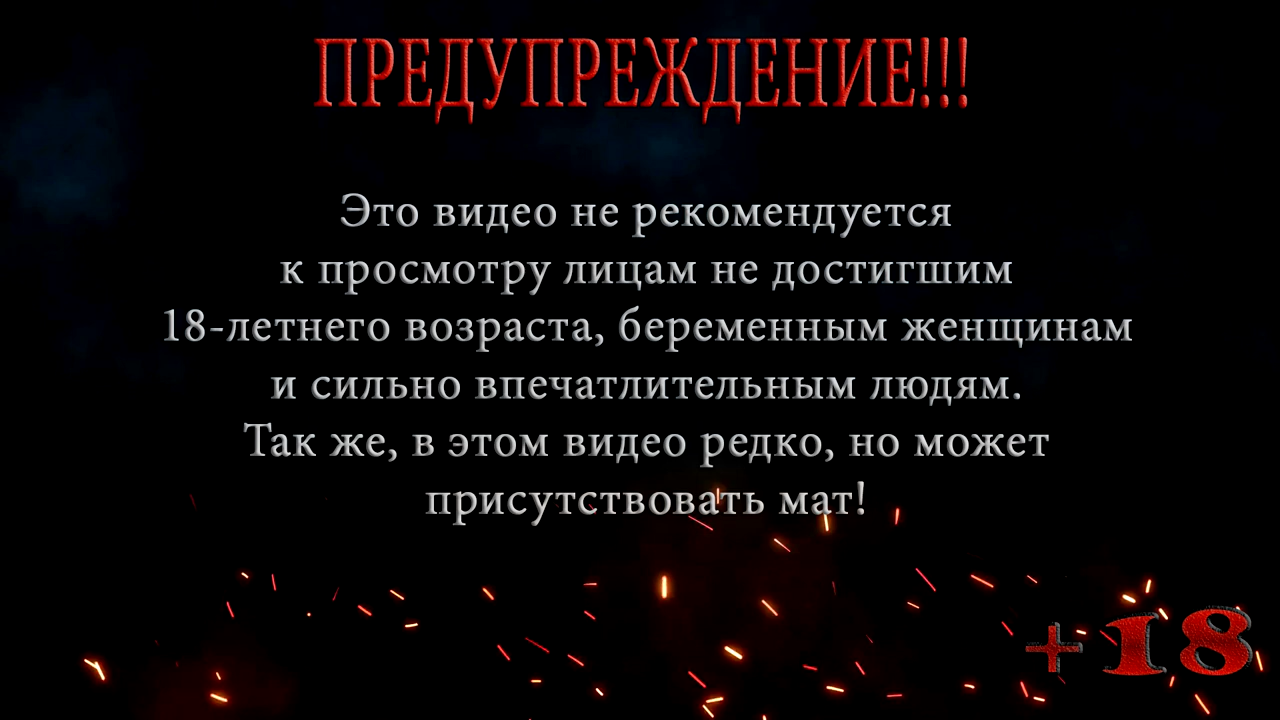 ПРЕДУПРЕЖДЕНИЕ!!!
Это видео не рекомендуется
к просмотру лицам не достигшим
18-летнего возраста, беременным женщинам
и сильно впечатлительным людям.
Так же, в этом видео редко, но может
присутствовать мат!
+18